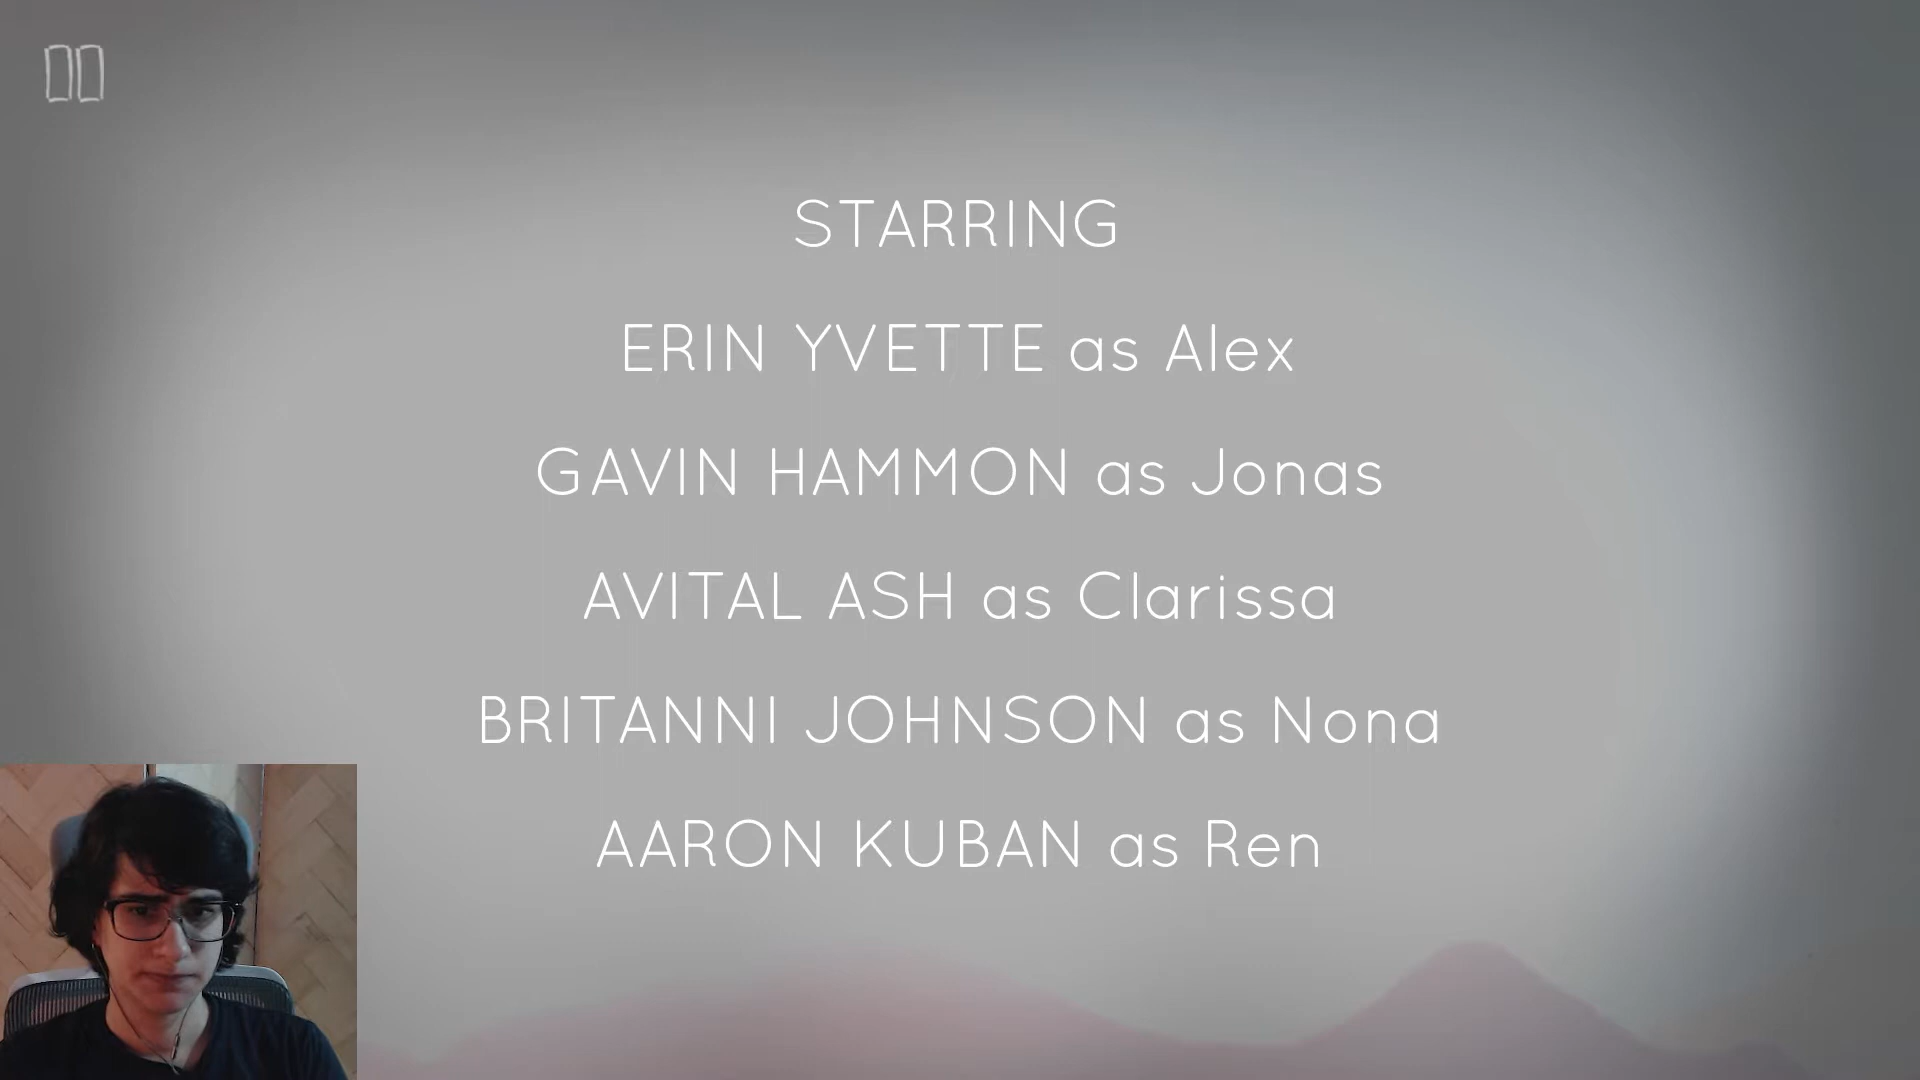 STARRING
ERIN YVETTE as Alex
GAVIN HAMMON as Jonas
AVITAL ASH as Clarissa
BRITANNI JOHNSON as Nona
AARON KUBAN as Ren